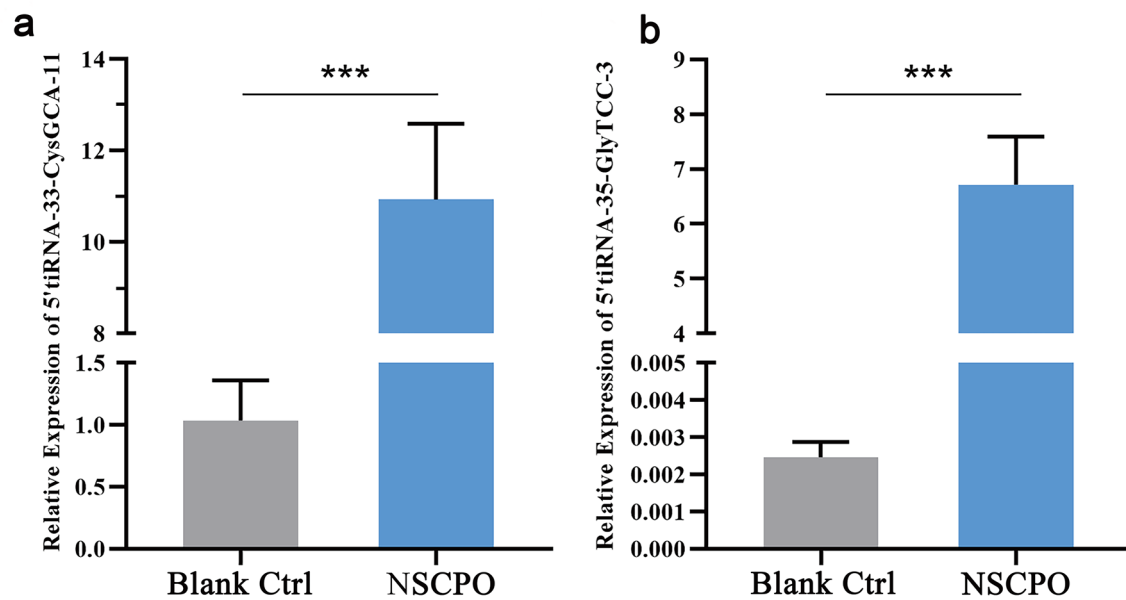 a
Relative Expression of 5'tiRNA-33-CysGCA-11
14
12
10
8
1.5
1.0
0.5
0.0
***
Blank Ctrl
NSCPO
b
Relative Expression of 5'tiRNA-35-GlyTCC-3
9
8
7
6
5
4
0.005
0.004
0.003
0.002
0.001
0.000
***
Blank Ctrl
NSCPO